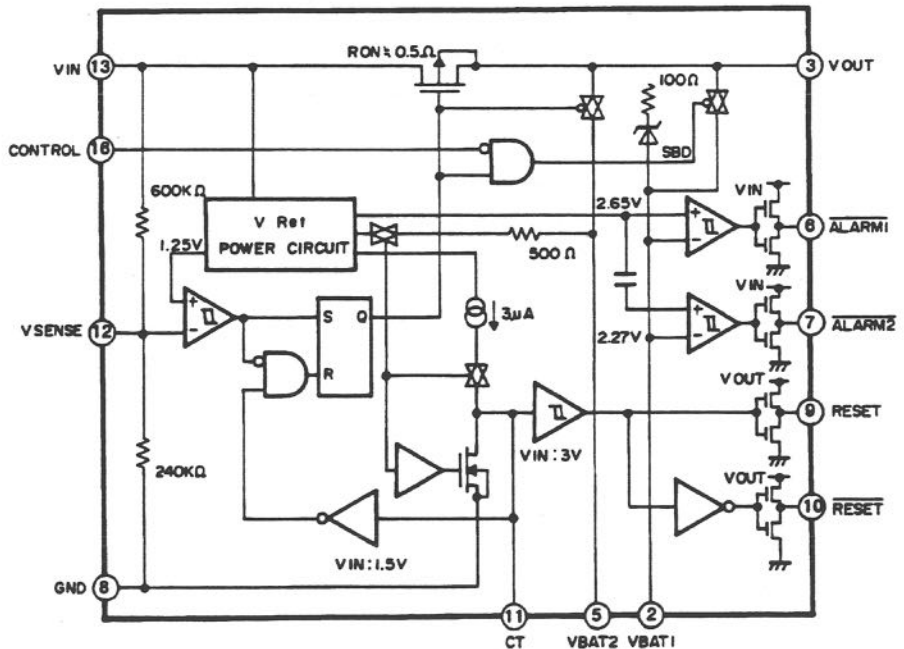 RON≒0.5Ω
VIN 13
3 VOUT
100Ω
CONTROL 16
SBD
600KΩ
V Ref
POWER CIRCUIT
2.65V
VIN
6 ALARM1
1.25V
500Ω
3μA
VIN
7 ALARM2
VSENSE 12
S Q
R
2.27V
VOUT
9 RESET
VIN:3V
240KΩ
VOUT
10 RESET
VIN:1.5V
GND 8
11 5 2
CT VBAT2 VBAT1